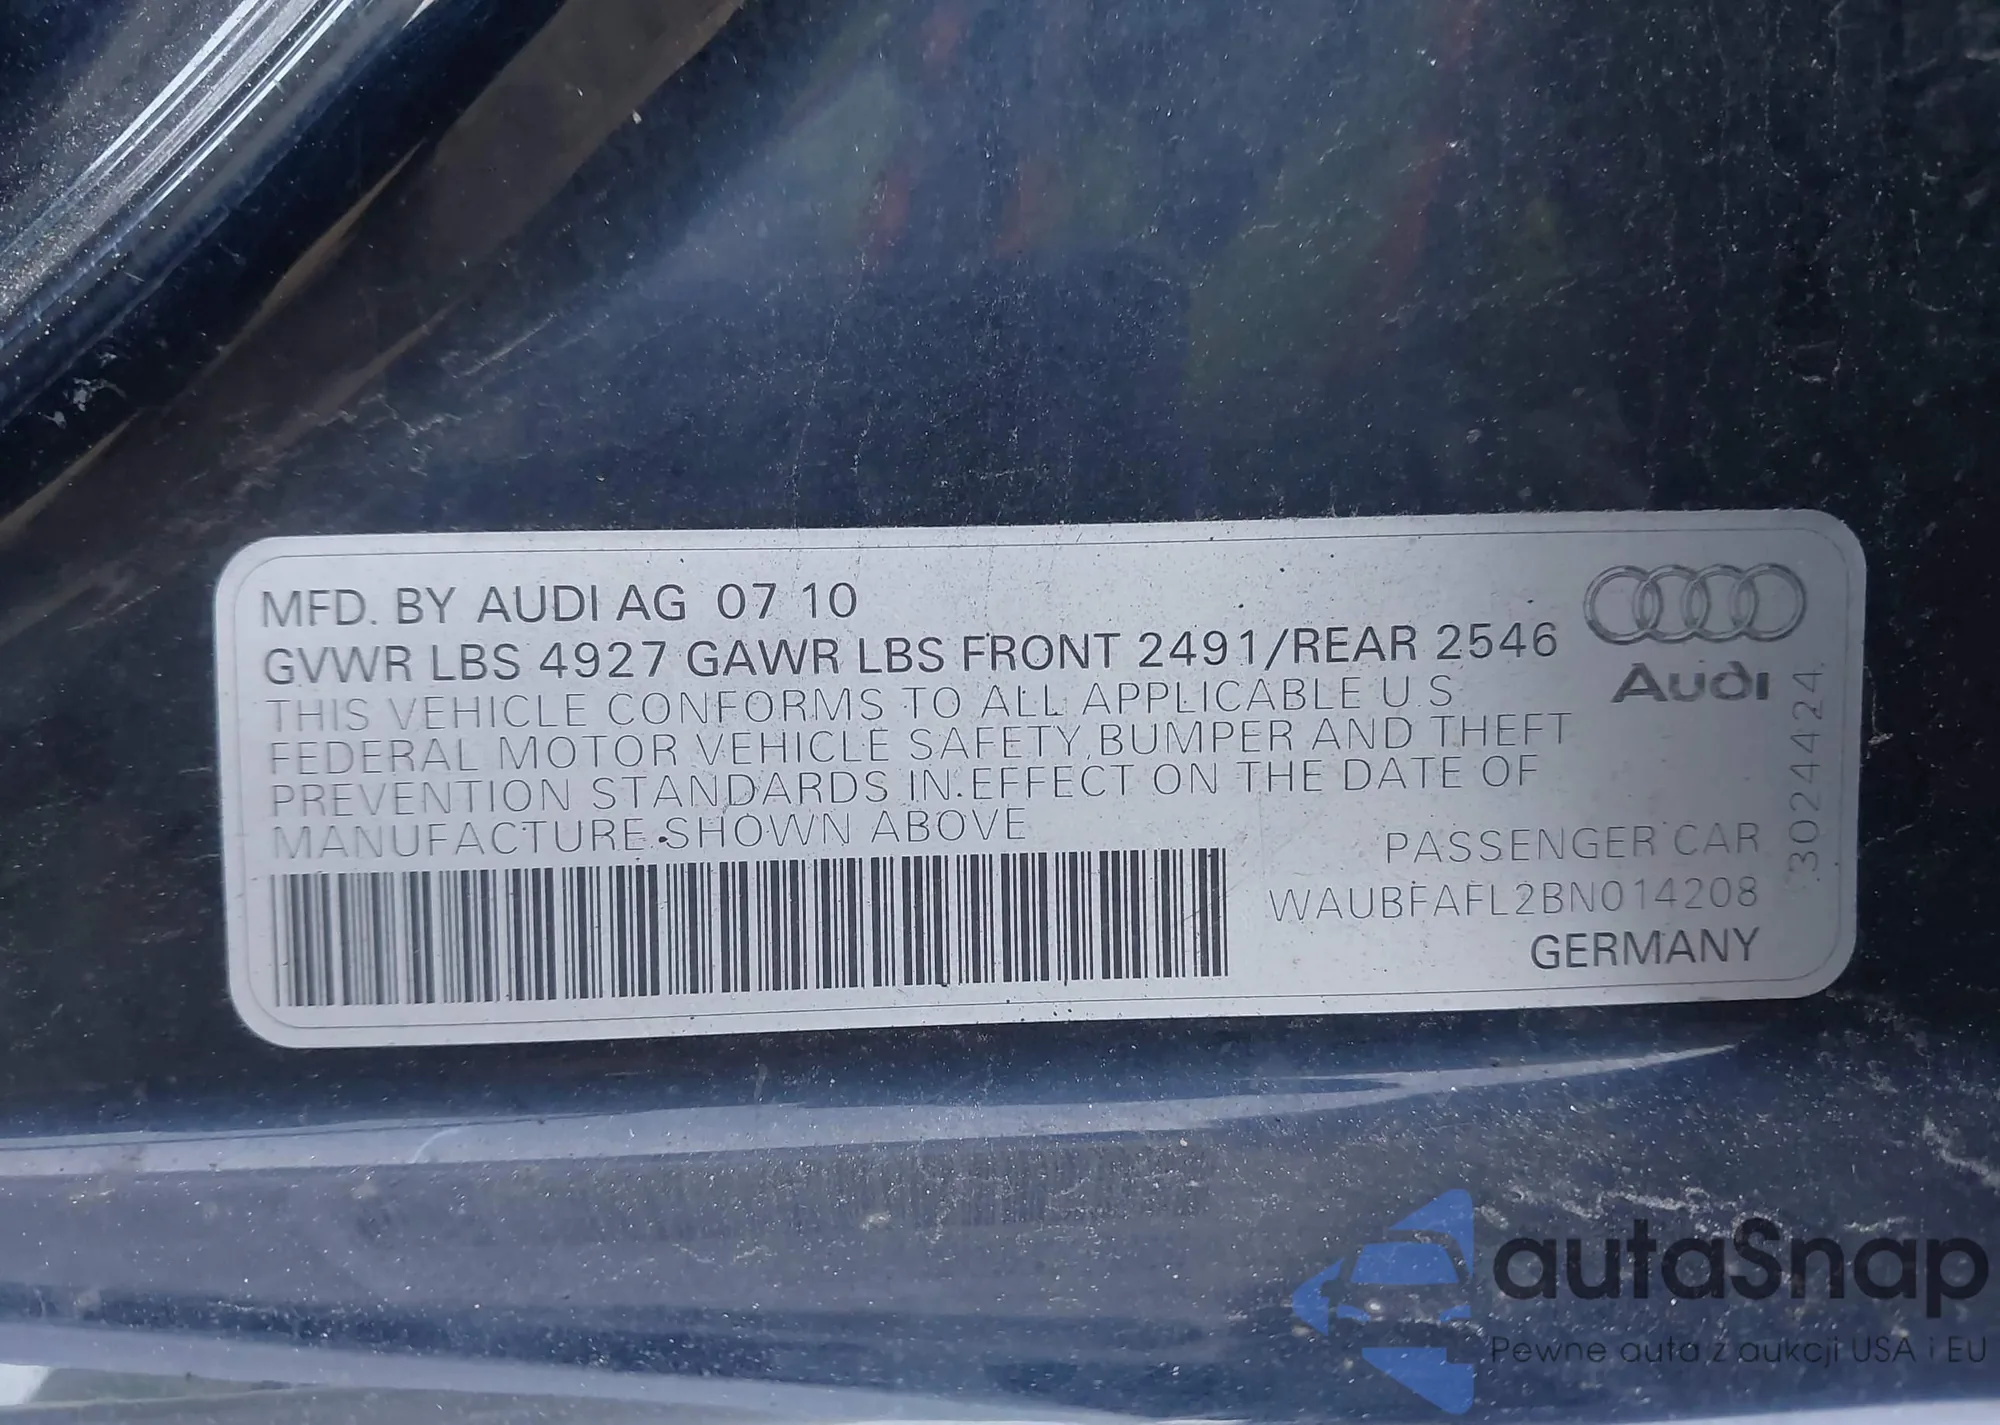 MFD. BY AUDI AG 07 10
GVWR LBS 4927 GAWR LBS FRONT 2491/REAR 2546
THIS VEHICLE CONFORMS TO ALL APPLICABLE U S
FEDERAL MOTOR VEHICLE SAFETY, BUMPER AND THEFT
PREVENTION STANDARDS IN EFFECT ON THE DATE OF
MANUFACTURE SHOWN ABOVE
Audi
3024424
PASSENGER CAR
WAUBFAFL2BN014208
GERMANY
autaSnap
Pewne auta z aukcji USA i EU